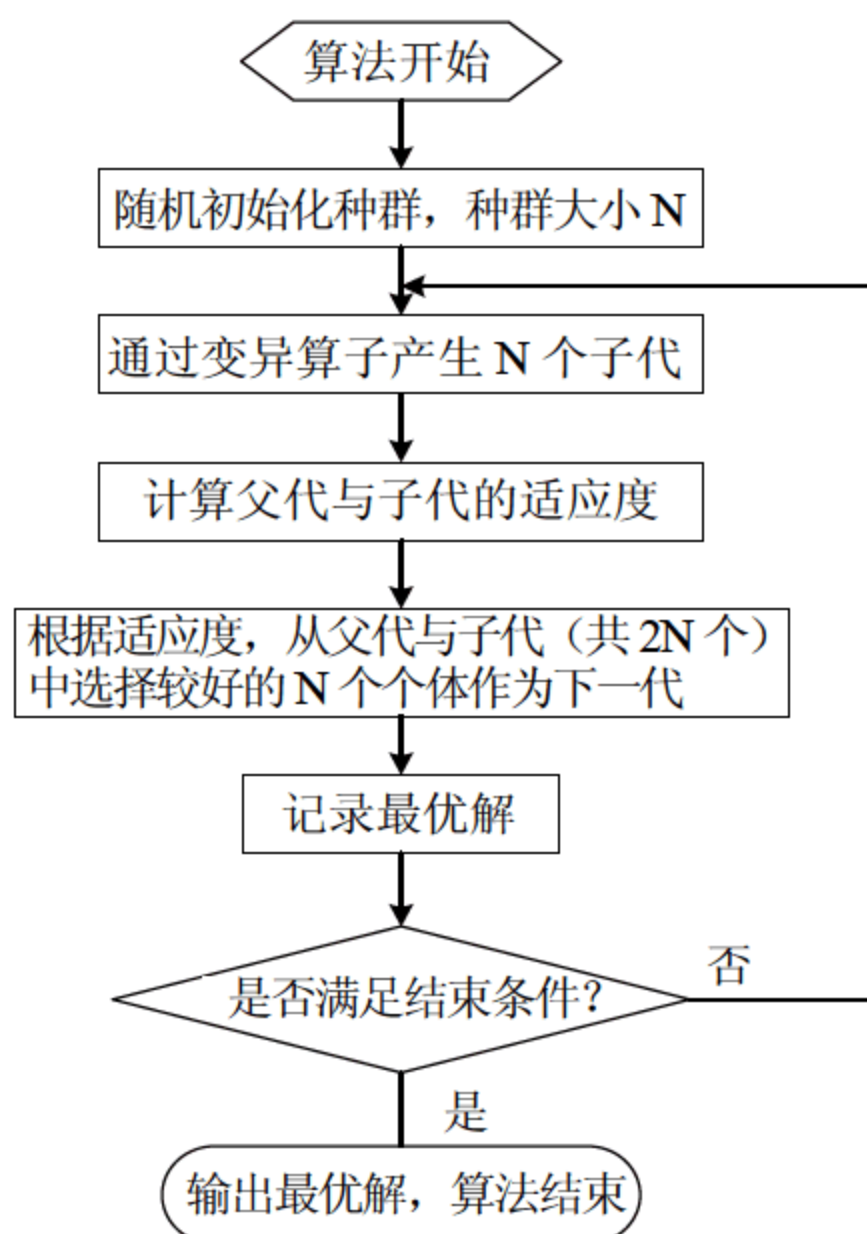 算法开始
随机初始化种群，种群大小 N
通过变异算子产生 N 个子代
计算父代与子代的适应度
根据适应度，从父代与子代（共 2N 个）
中选择较好的 N 个个体作为下一代
记录最优解
是否满足结束条件？
否
是
输出最优解，算法结束